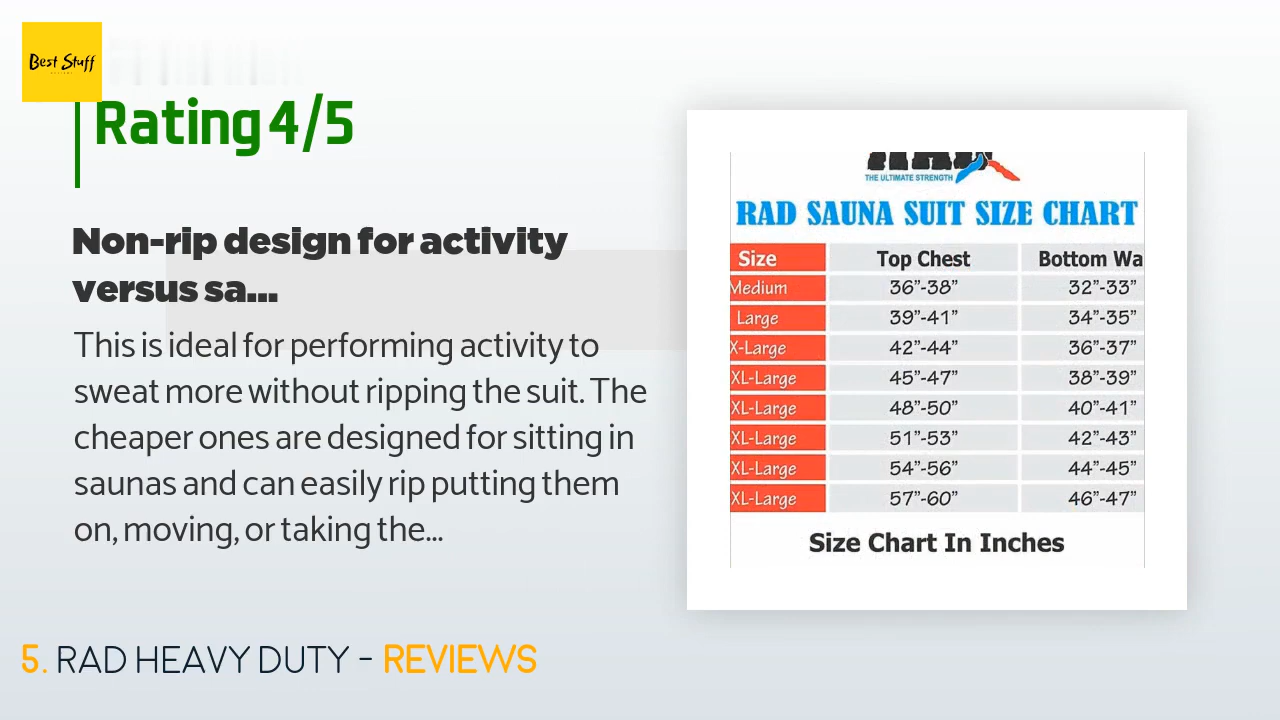 Best Stuff
Rating 4/5
Non-rip design for activity
versus sa...
This is ideal for performing activity to
sweat more without ripping the suit. The
cheaper ones are designed for sitting in
saunas and can easily rip putting them
on, moving, or taking the...
THE ULTIMATE STRENGTH
RAD SAUNA SUIT SIZE CHART
Size Top Chest Bottom Wa
Medium 36”-38” 32”-33”
Large 39”-41” 34”-35”
X-Large 42”-44” 36”-37”
XL-Large 45”-47” 38”-39”
XL-Large 48”-50” 40”-41”
XL-Large 51”-53” 42”-43”
XL-Large 54”-56” 44”-45”
XL-Large 57”-60” 46”-47”
Size Chart In Inches
5. RAD HEAVY DUTY - REVIEWS